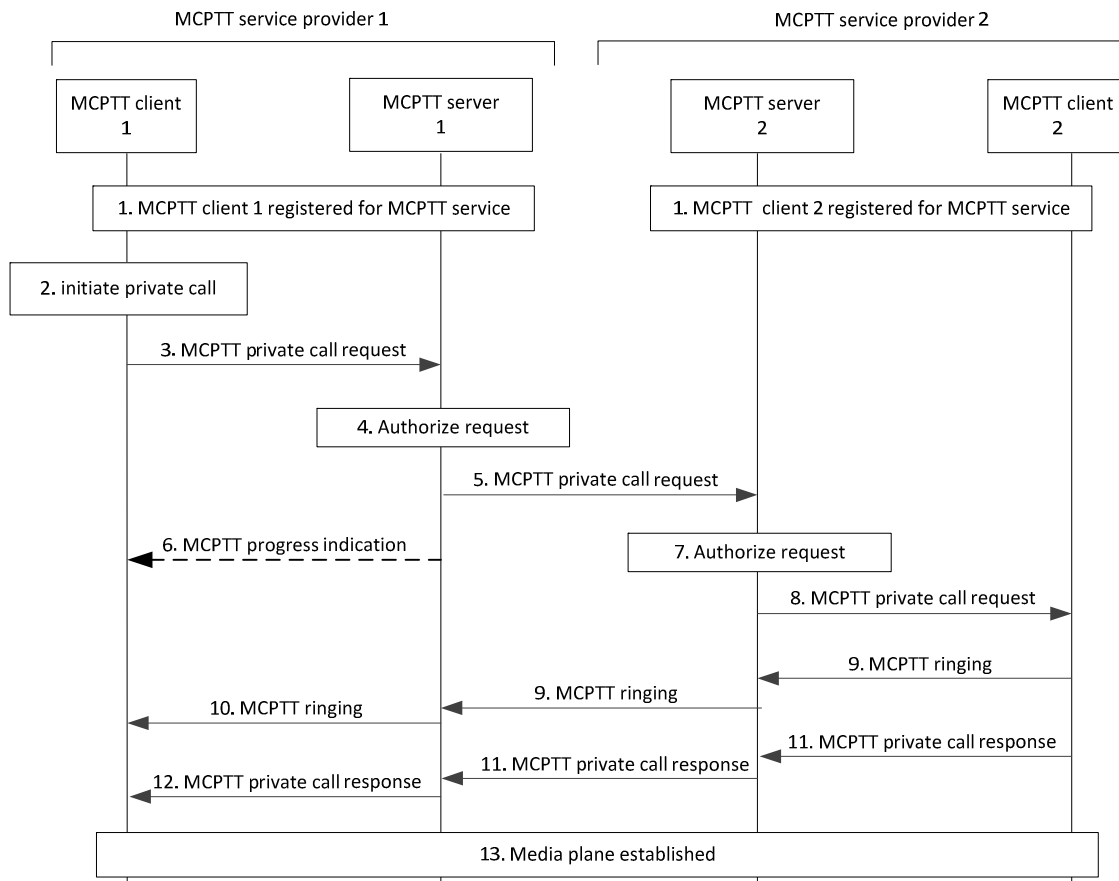 MCPTT service provider 1
MCPTT service provider 2
MCPTT client
1
MCPTT server
1
MCPTT server
2
MCPTT client
2
1. MCPTT client 1 registered for MCPTT service
1. MCPTT client 2 registered for MCPTT service
2. initiate private call
3. MCPTT private call request
4. Authorize request
5. MCPTT private call request
6. MCPTT progress indication
7. Authorize request
8. MCPTT private call request
9. MCPTT ringing
9. MCPTT ringing
10. MCPTT ringing
11. MCPTT private call response
11. MCPTT private call response
12. MCPTT private call response
13. Media plane established